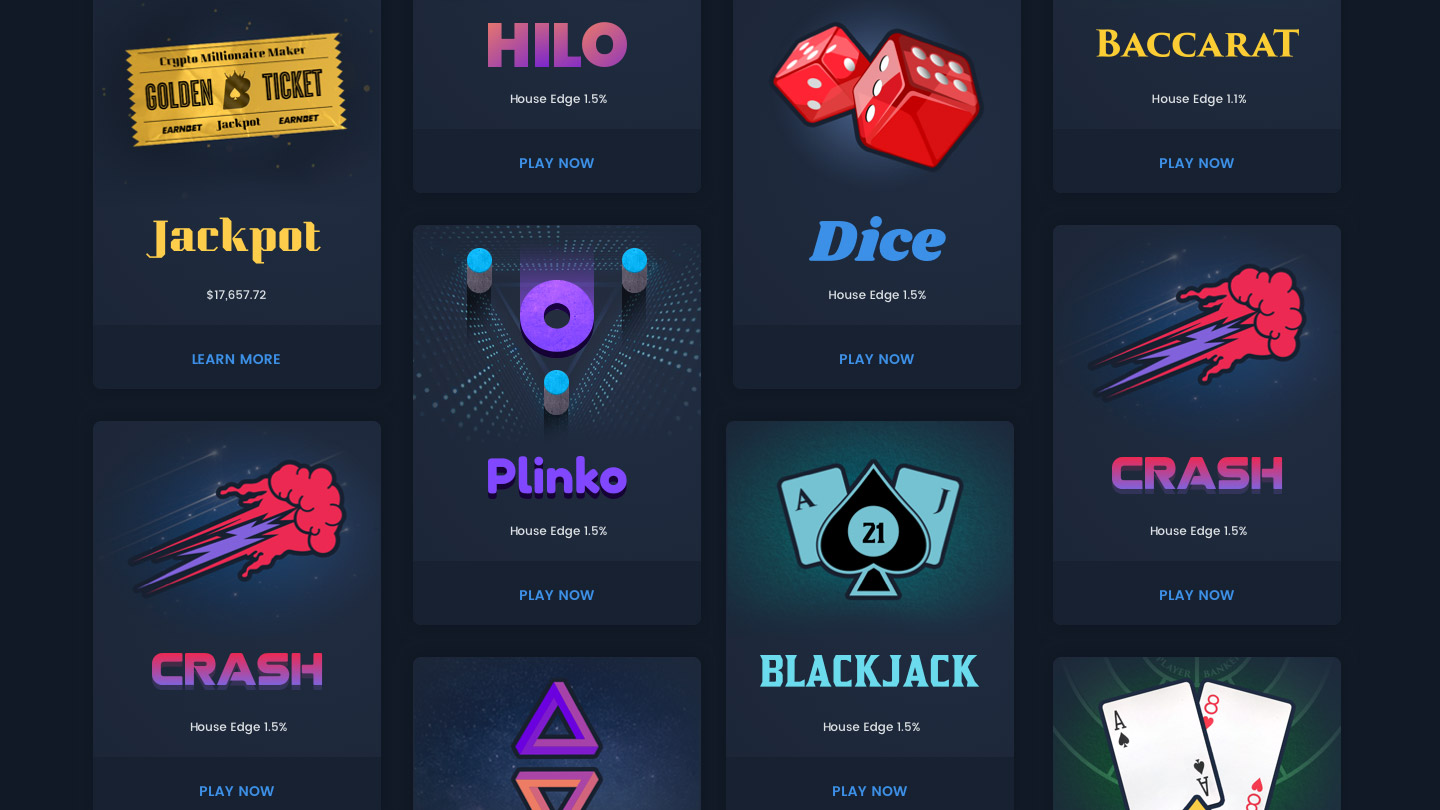 Crypto Millionaire Maker
GOLDEN B TICKET
EARNBET Jackpot EARNBET
Jackpot
$17,657.72
LEARN MORE
CRASH
House Edge 1.5%
PLAY NOW
HILO
House Edge 1.5%
PLAY NOW
Plinko
House Edge 1.5%
PLAY NOW
Dice
House Edge 1.5%
PLAY NOW
A J
21
BLACKJACK
House Edge 1.5%
PLAY NOW
BACCARAT
House Edge 1.1%
PLAY NOW
CRASH
House Edge 1.5%
PLAY NOW
PLAYER BANKER
A 8
A 8